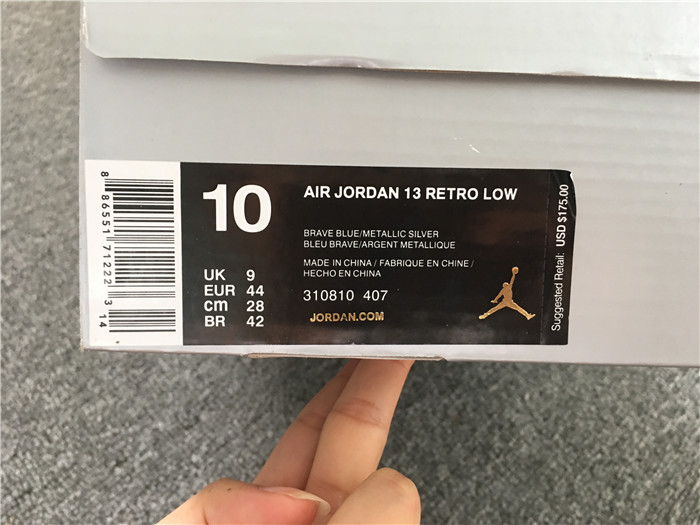 8 86551 71222 3 14
10
UK 9
EUR 44
cm 28
BR 42
AIR JORDAN 13 RETRO LOW
BRAVE BLUE/METALLIC SILVER
BLEU BRAVE/ARGENT METALLIQUE
MADE IN CHINA / FABRIQUE EN CHINE /
HECHO EN CHINA
310810 407
JORDAN.COM
Suggested Retail: USD $175.00